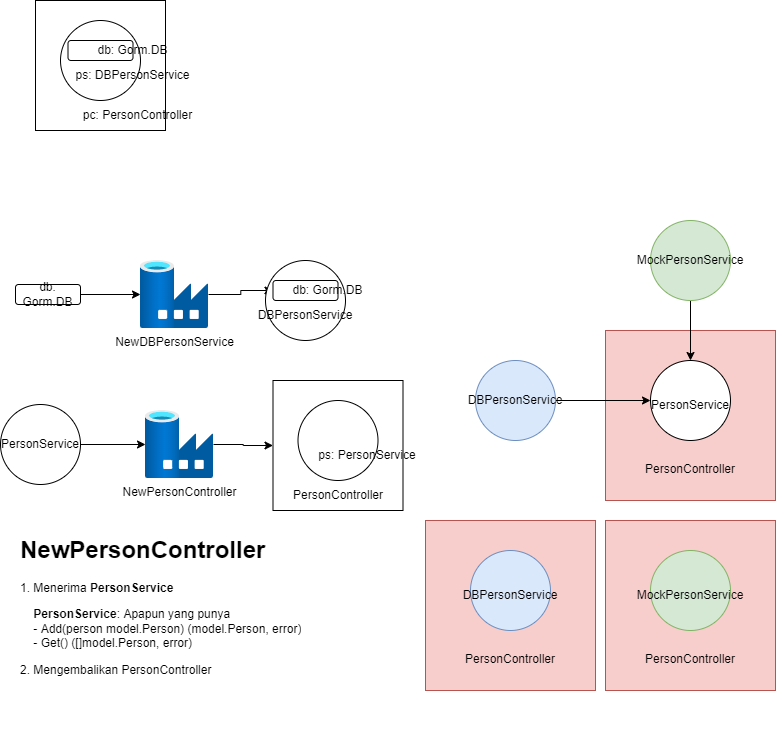 db: Gorm.DB
ps: DBPersonService
pc: PersonController
MockPersonService
db:
Gorm.DB
NewDBPersonService
db: Gorm.DB
DBPersonService
DBPersonService
PersonService
PersonController
PersonService
NewPersonController
ps: PersonService
PersonController
NewPersonController
1. Menerima PersonService
PersonService: Apapun yang punya
- Add(person model.Person) (model.Person, error)
- Get() ([]model.Person, error)
2. Mengembalikan PersonController
DBPersonService
PersonController
MockPersonService
PersonController